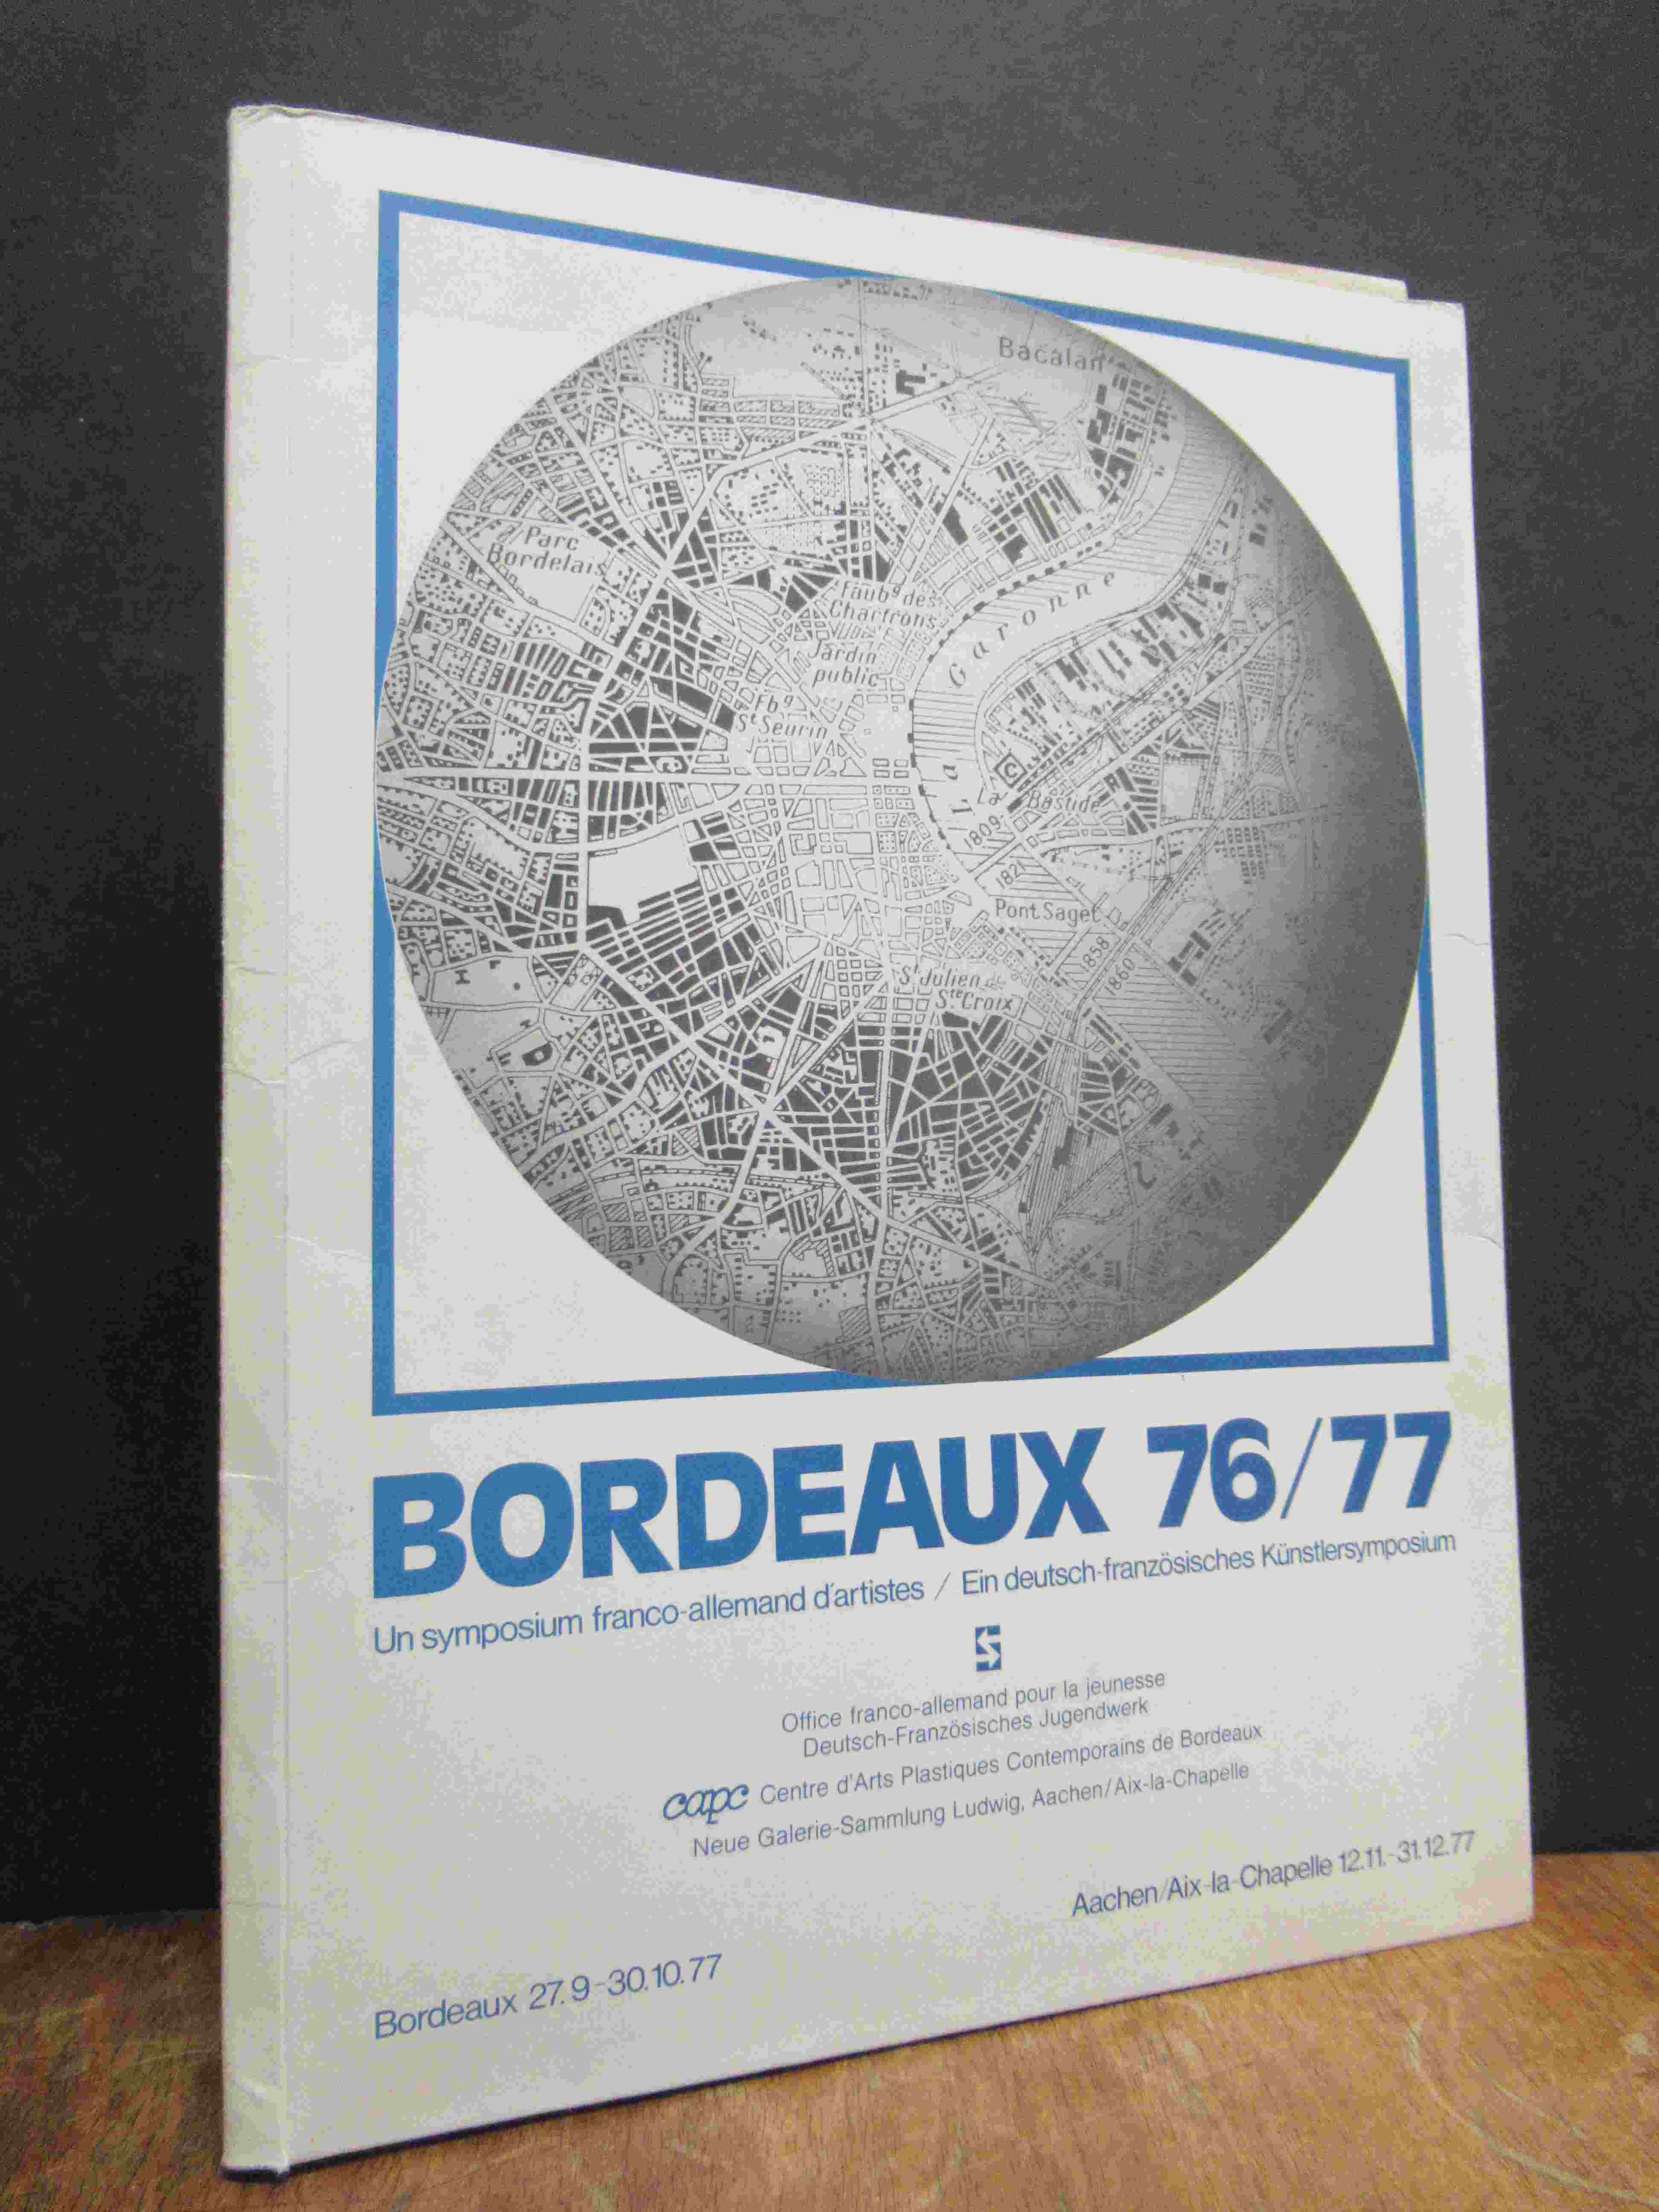 Bacalan
Parc
Bordelais
Faubg des
Chartrons
Jardin
public
Fbg
St Seurin
La Garonne
C
La Bastide
1809
1821
Pont Saget
1858
1860
St Julien
Ste Croix
BORDEAUX 76/77
Un symposium franco-allemand d'artistes / Ein deutsch-französisches Künstlersymposium
Office franco-allemand pour la jeunesse
Deutsch-Französisches Jugendwerk
capc Centre d'Arts Plastiques Contemporains de Bordeaux
Neue Galerie-Sammlung Ludwig, Aachen/Aix-la-Chapelle
Aachen/Aix-la-Chapelle 12.11.-31.12.77
Bordeaux 27.9-30.10.77